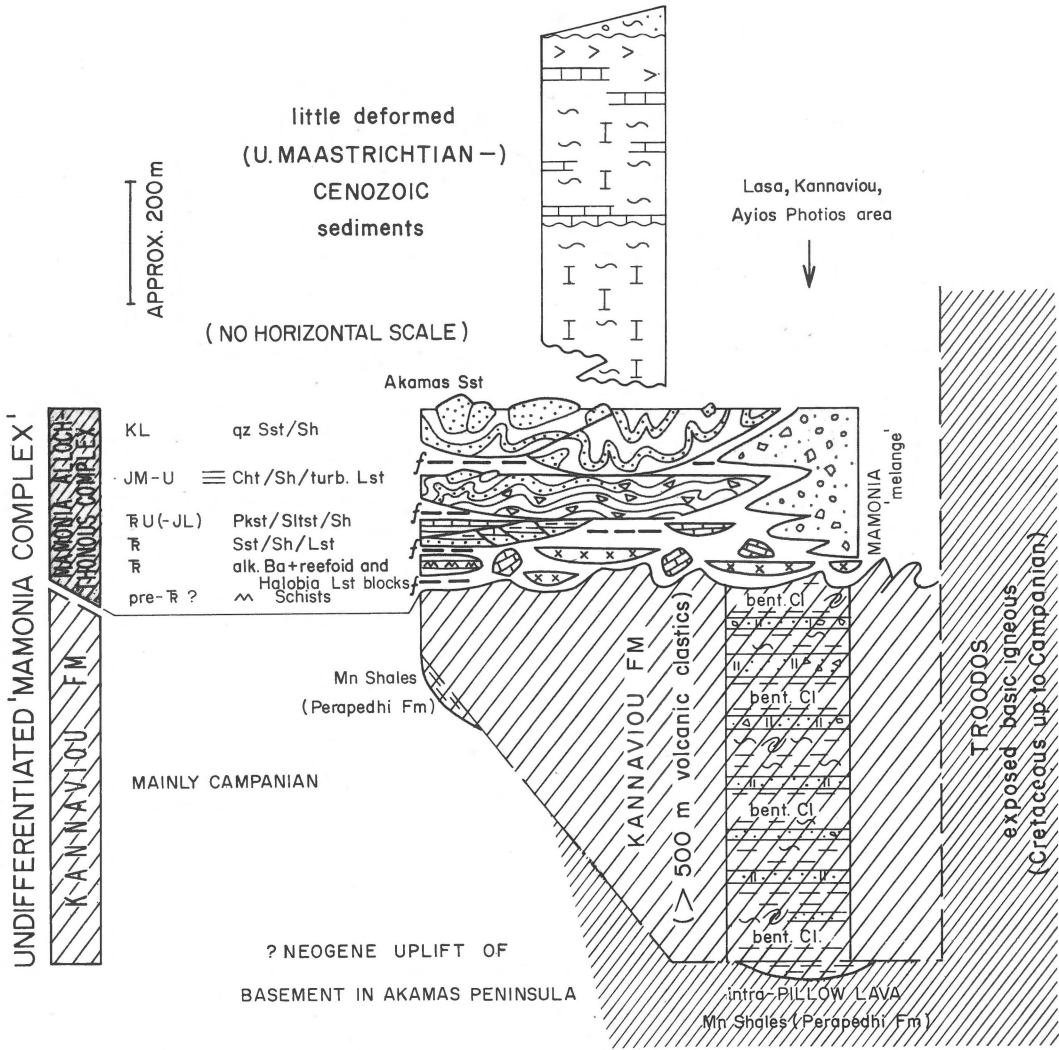 little deformed
(U. MAASTRICHTIAN –)
CENOZOIC
sediments
APPROX. 200m
Lasa, Kannaviou,
Ayios Photios area
(NO HORIZONTAL SCALE)
Akamas Sst
UNDIFFERENTIATED 'MAMONIA COMPLEX'
MAMONIA ALLOCH-
THONOUS COMPLEX
KANNAVIOU FM
KL qz Sst/Sh
JM-U Cht/Sh/turb. Lst
TR U(-JL) Pkst/Sltst/Sh
TR Sst/Sh/Lst
TR alk. Ba+reefoid and
Halobia Lst blocks
pre-TR ? Schists
f
f
f
f
MAMONIA
'melange'
Mn Shales
(Perapedhi Fm)
MAINLY CAMPANIAN
KANNAVIOU FM
(>500 m volcanic clastics)
bent. Cl
bent. Cl
bent. Cl
bent. Cl.
TROODOS
exposed basic igneous
(Cretaceous up to Campanian)
? NEOGENE UPLIFT OF
BASEMENT IN AKAMAS PENINSULA
intra-PILLOW LAVA
Mn Shales (Perapedhi Fm)